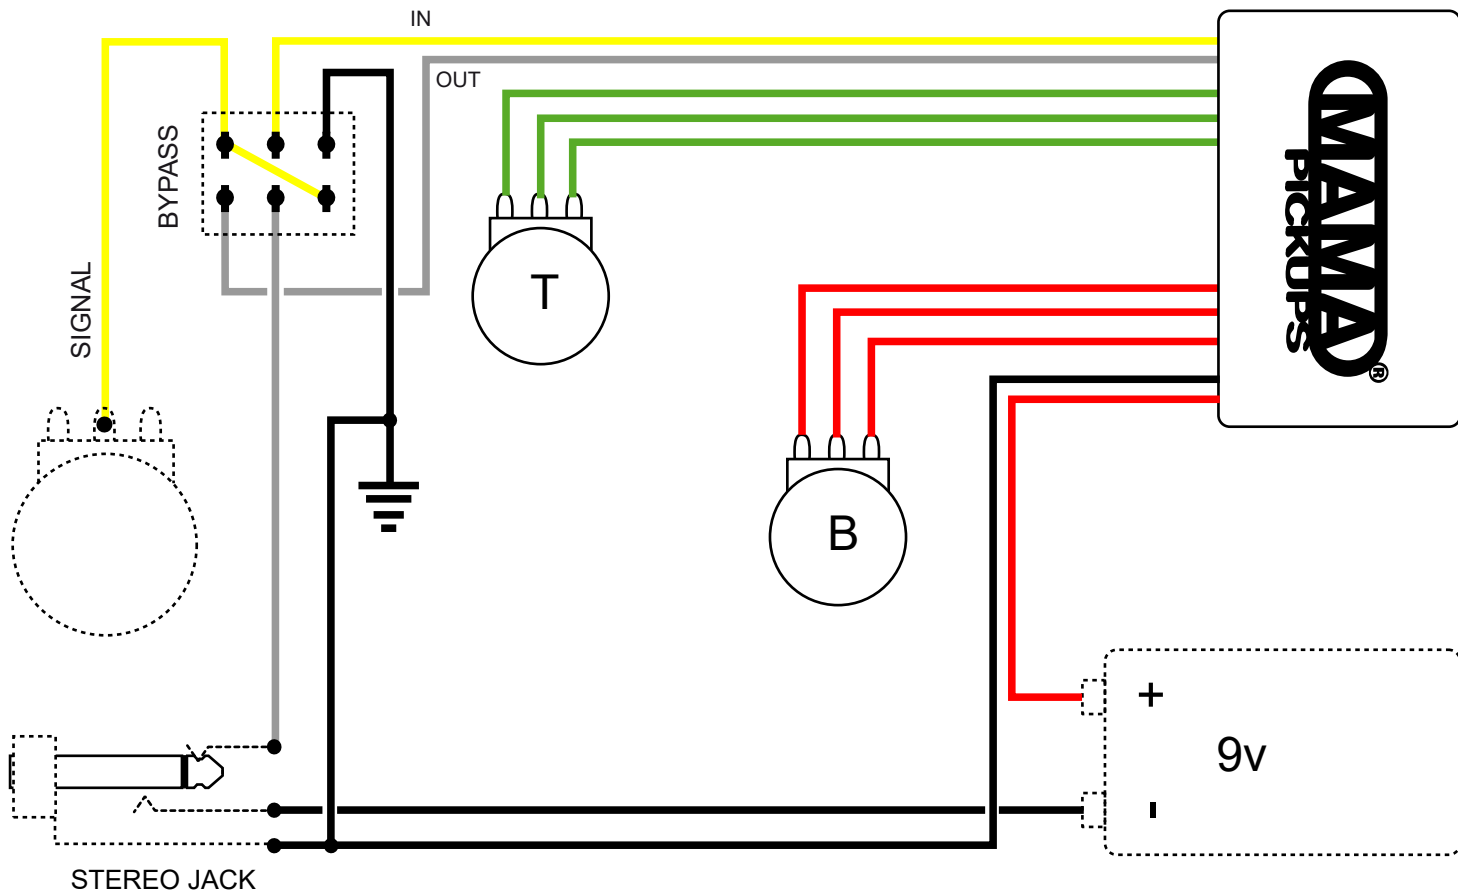 IN
OUT
BYPASS
SIGNAL
T
B
MAMA
PICKUPS
®
+
9v
-
STEREO JACK